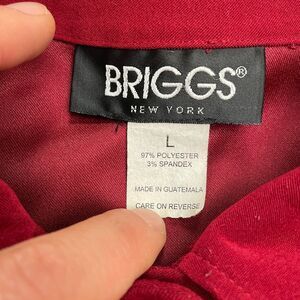 BRIGGS®
NEW YORK
L
97% POLYESTER
3% SPANDEX
MADE IN GUATEMALA
CARE ON REVERSE